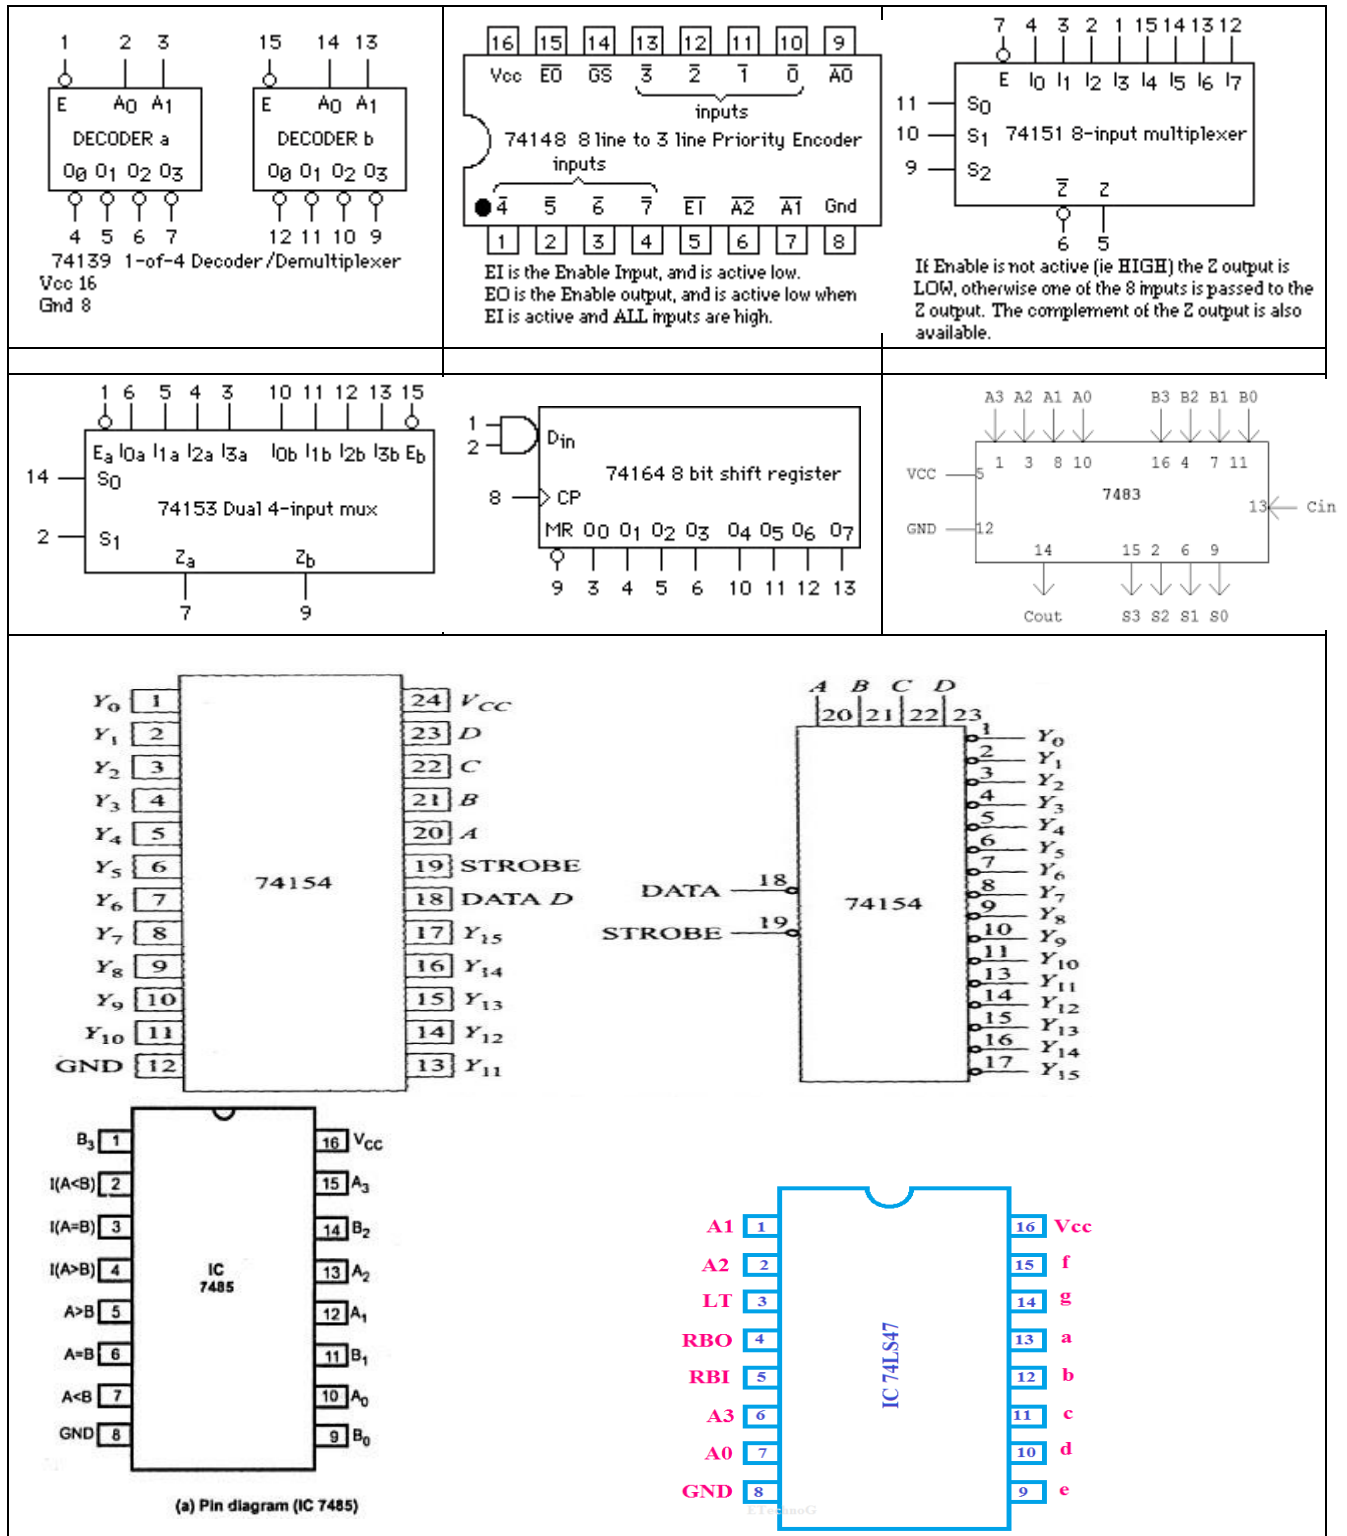 1 2 3
15 14 13
E A0 A1
E A0 A1
DECODER a
DECODER b
O0 O1 O2 O3
O0 O1 O2 O3
4 5 6 7
12 11 10 9
74139 1-of-4 Decoder/Demultiplexer
Vcc 16
Gnd 8
16 15 14 13 12 11 10 9
Vcc E̅O̅ G̅S̅ 3̅ 2̅ 1̅ 0̅ A̅0̅
inputs
74148 8 line to 3 line Priority Encoder
inputs
4̅ 5̅ 6̅ 7̅ E̅I̅ A̅2̅ A̅1̅ Gnd
1 2 3 4 5 6 7 8
EI is the Enable Input, and is active low.
EO is the Enable output, and is active low when
EI is active and ALL inputs are high.
7 4 3 2 1 15 14 13 12
E I0 I1 I2 I3 I4 I5 I6 I7
11 S0
10 S1 74151 8-input multiplexer
9 S2
Z̅ Z
6 5
If Enable is not active (ie HIGH) the Z output is
LOW, otherwise one of the 8 inputs is passed to the
Z output. The complement of the Z output is also
available.
1 6 5 4 3 10 11 12 13 15
Ea I0a I1a I2a I3a I0b I1b I2b I3b Eb
14 S0
74153 Dual 4-input mux
2 S1
Za Zb
7 9
1
2 Din
74164 8 bit shift register
8 CP
MR O0 O1 O2 O3 O4 O5 O6 O7
9 3 4 5 6 10 11 12 13
A3 A2 A1 A0 B3 B2 B1 B0
1 3 8 10 16 4 7 11
VCC 5
7483
13 Cin
GND 12
14 15 2 6 9
Cout S3 S2 S1 S0
Y0 1 24 VCC
Y1 2 23 D
Y2 3 22 C
Y3 4 21 B
Y4 5 20 A
Y5 6 19 STROBE
74154
Y6 7 18 DATA D
Y7 8 17 Y15
Y8 9 16 Y14
Y9 10 15 Y13
Y10 11 14 Y12
GND 12 13 Y11
A B C D
20 21 22 23
1 Y0
2 Y1
3 Y2
4 Y3
5 Y4
6 Y5
7 Y6
8 Y7
9 Y8
10 Y9
11 Y10
13 Y11
14 Y12
15 Y13
16 Y14
17 Y15
DATA 18
74154
STROBE 19
B3 1 16 VCC
I(A<B) 2 15 A3
I(A=B) 3 14 B2
I(A>B) 4 13 A2
IC
7485
A>B 5 12 A1
A=B 6 11 B1
A<B 7 10 A0
GND 8 9 B0
(a) Pin diagram (IC 7485)
A1 1 16 Vcc
A2 2 15 f
LT 3 14 g
RBO 4 13 a
RBI 5 12 b
IC 74LS47
A3 6 11 c
A0 7 10 d
GND 8 9 e
ETechnoG